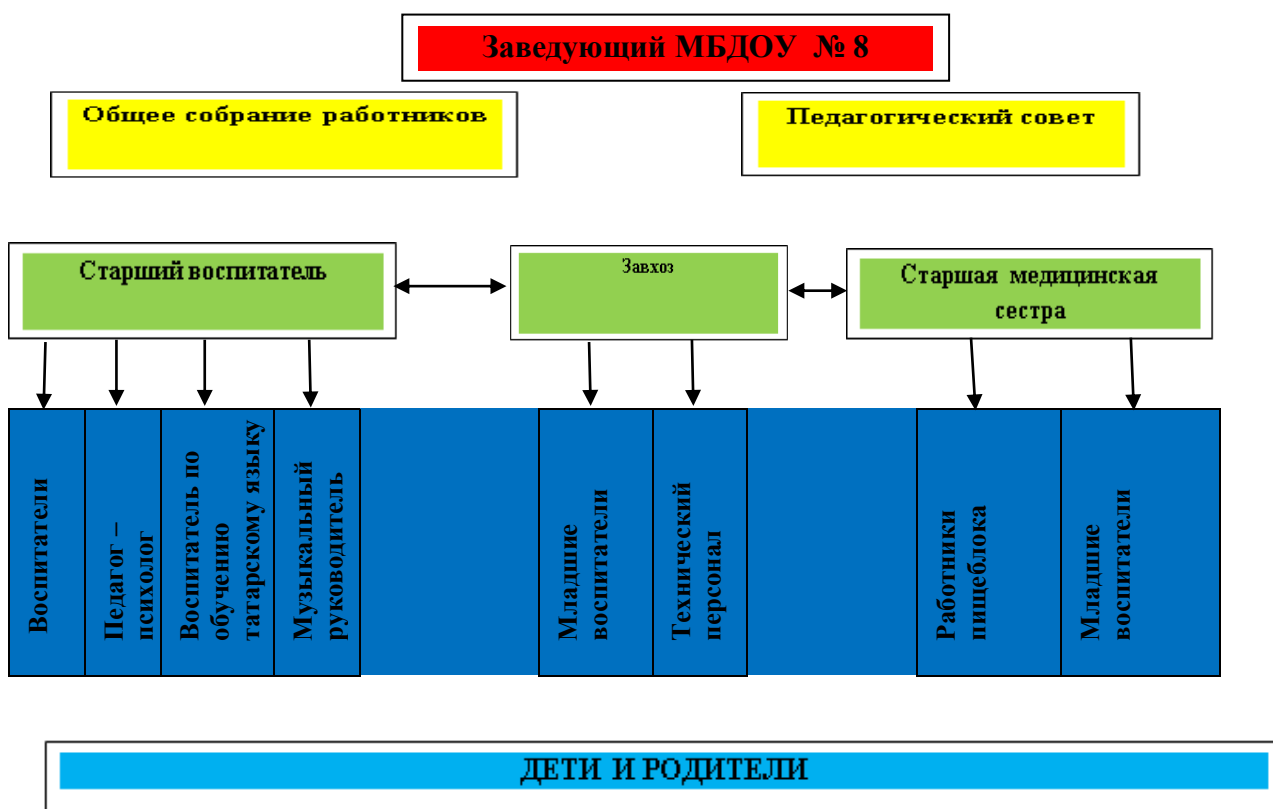 Заведующий МБДОУ № 8
Общее собрание работников
Педагогический совет
Старший воспитатель
Завхоз
Старшая медицинская
сестра
Воспитатели
Педагог –
психолог
Воспитатель по
обучению
татарскому языку
Музыкальный
руководитель
Младшие
воспитатели
Технический
персонал
Работники
пищеблока
Младшие
воспитатели
ДЕТИ И РОДИТЕЛИ